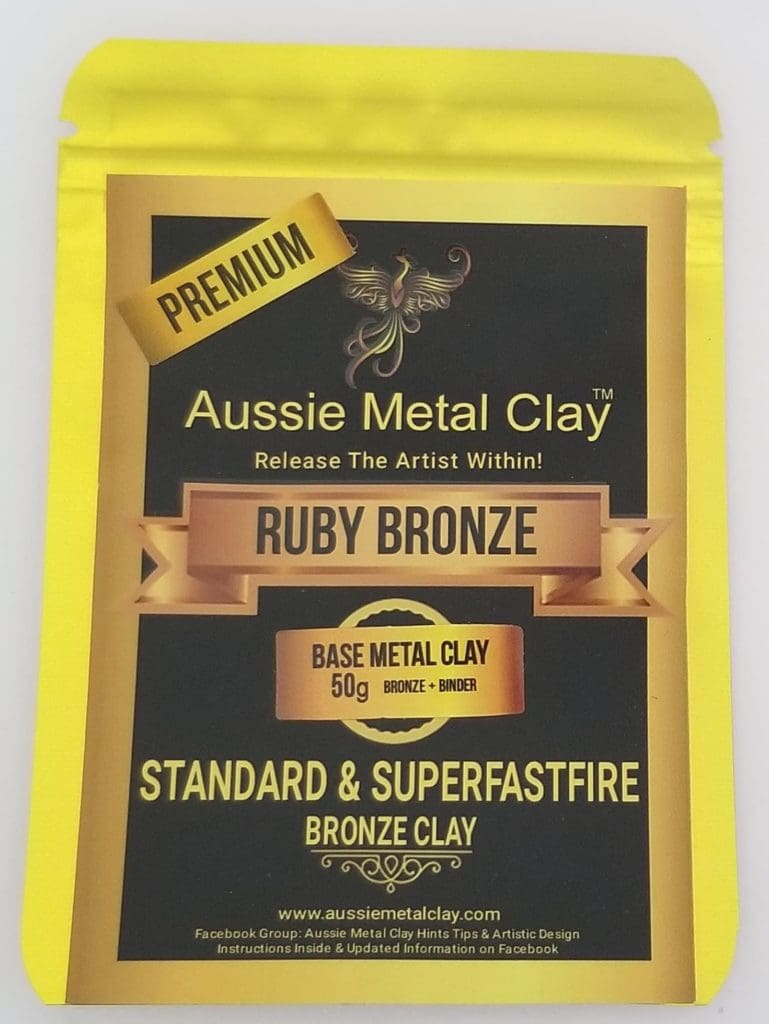 PREMIUM
Aussie Metal Clay™
Release The Artist Within!
RUBY BRONZE
BASE METAL CLAY
50g BRONZE + BINDER
STANDARD & SUPERFASTFIRE
BRONZE CLAY
www.aussiemetalclay.com
Facebook Group: Aussie Metal Clay Hints Tips & Artistic Design
Instructions Inside & Updated Information on Facebook